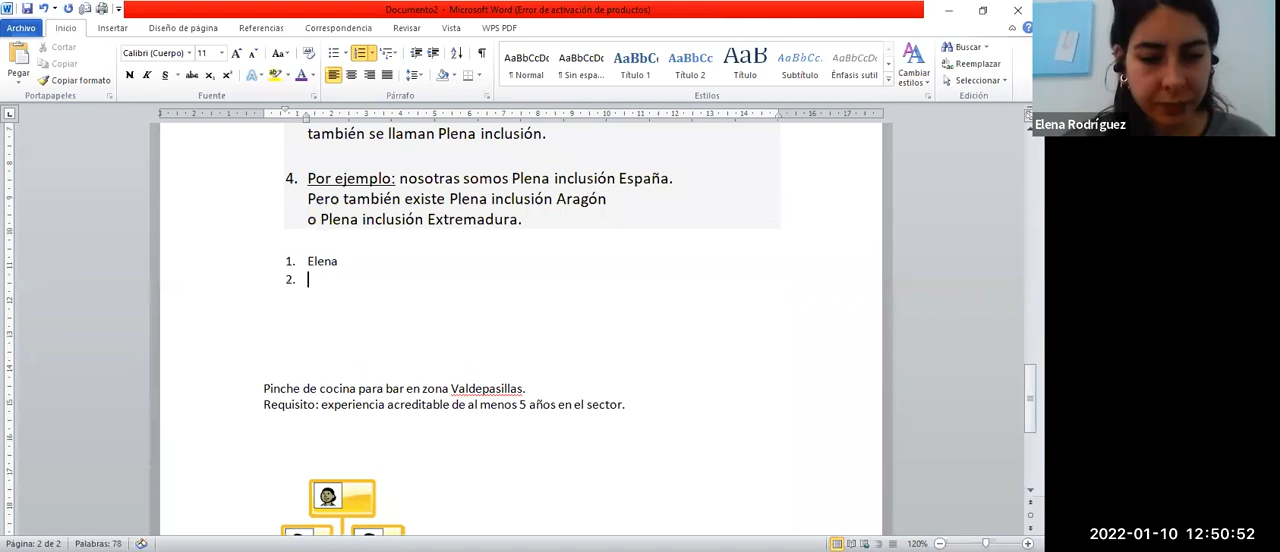 Documento2 - Microsoft Word (Error de activación de productos)
Archivo Inicio Insertar Diseño de página Referencias Correspondencia Revisar Vista WPS PDF
Pegar
Cortar
Copiar
Copiar formato
Portapapeles
Calibri (Cuerpo) 11
Fuente
Párrafo
AaBbCcDc AaBbCcDc AaBbC AaBbCc AaB AaBbCc. AaBbCcDc
¶ Normal ¶ Sin espa... Título 1 Título 2 Título Subtítulo Énfasis sutil
Estilos
Cambiar estilos
Buscar
Reemplazar
Seleccionar
Edición
Elena Rodríguez
también se llaman Plena inclusión.
4. Por ejemplo: nosotras somos Plena inclusión España.
Pero también existe Plena inclusión Aragón
o Plena inclusión Extremadura.
1. Elena
2.
Pinche de cocina para bar en zona Valdepasillas.
Requisito: experiencia acreditable de al menos 5 años en el sector.
Página: 2 de 2 Palabras: 78 120%
2022-01-10 12:50:52